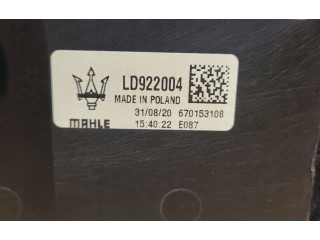 LD922004
MADE IN POLAND
31/08/20 670153108
MAHLE 15:40:22 E087